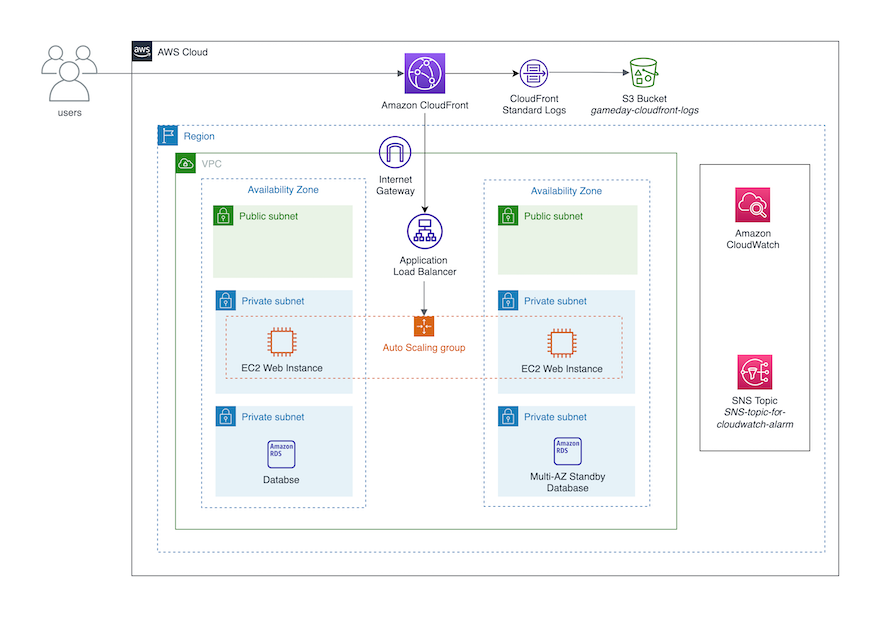 aws
AWS Cloud
users
Amazon CloudFront
CloudFront
Standard Logs
S3 Bucket
gameday-cloudfront-logs
Region
VPC
Internet
Gateway
Availability Zone
Public subnet
Private subnet
EC2 Web Instance
Private subnet
Amazon
RDS
Databse
Application
Load Balancer
Auto Scaling group
Availability Zone
Public subnet
Private subnet
EC2 Web Instance
Private subnet
Amazon
RDS
Multi-AZ Standby
Database
Amazon
CloudWatch
SNS Topic
SNS-topic-for-
cloudwatch-alarm